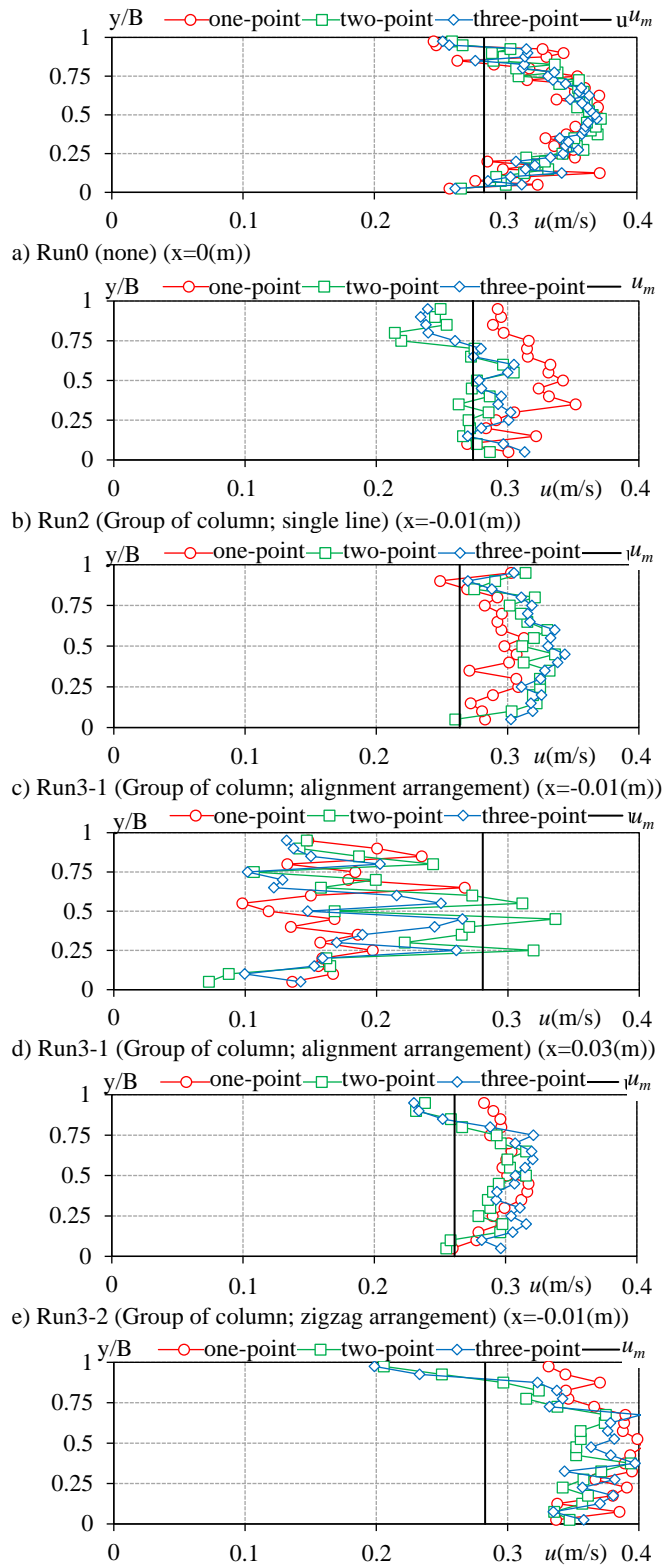 y/B one-point two-point three-point uu_m
1
0.75
0.5
0.25
0
0 0.1 0.2 0.3 u(m/s) 0.4
a) Run0 (none) (x=0(m))
y/B one-point two-point three-point u_m
1
0.75
0.5
0.25
0
0 0.1 0.2 0.3 u(m/s) 0.4
b) Run2 (Group of column; single line) (x=-0.01(m))
y/B one-point two-point three-point u_m
1
0.75
0.5
0.25
0
0 0.1 0.2 0.3 u(m/s) 0.4
c) Run3-1 (Group of column; alignment arrangement) (x=-0.01(m))
y/B one-point two-point three-point u_m
1
0.75
0.5
0.25
0
0 0.1 0.2 0.3 u(m/s) 0.4
d) Run3-1 (Group of column; alignment arrangement) (x=0.03(m))
y/B one-point two-point three-point u_m
1
0.75
0.5
0.25
0
0 0.1 0.2 0.3 u(m/s) 0.4
e) Run3-2 (Group of column; zigzag arrangement) (x=-0.01(m))
y/B one-point two-point three-point u_m
1
0.75
0.5
0.25
0
0 0.1 0.2 0.3 u(m/s) 0.4